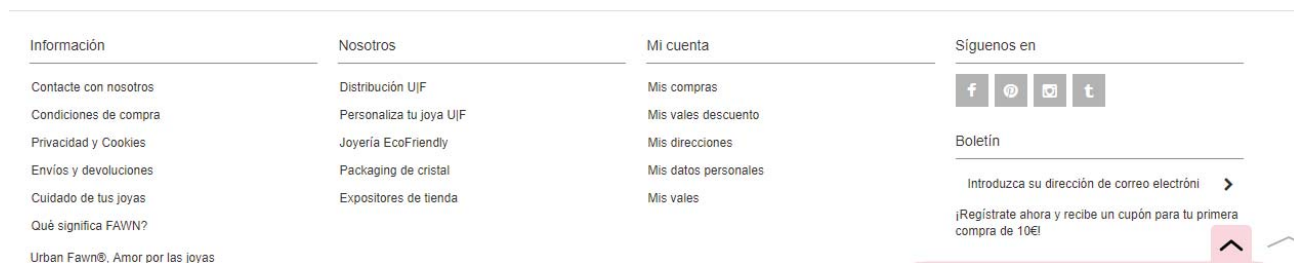 Información
Contacte con nosotros
Condiciones de compra
Privacidad y Cookies
Envíos y devoluciones
Cuidado de tus joyas
Qué significa FAWN?
Urban Fawn®, Amor por las joyas
Nosotros
Distribución U|F
Personaliza tu joya U|F
Joyería EcoFriendly
Packaging de cristal
Expositores de tienda
Mi cuenta
Mis compras
Mis vales descuento
Mis direcciones
Mis datos personales
Mis vales
Síguenos en
Boletín
Introduzca su dirección de correo electróni
¡Regístrate ahora y recibe un cupón para tu primera
compra de 10€!